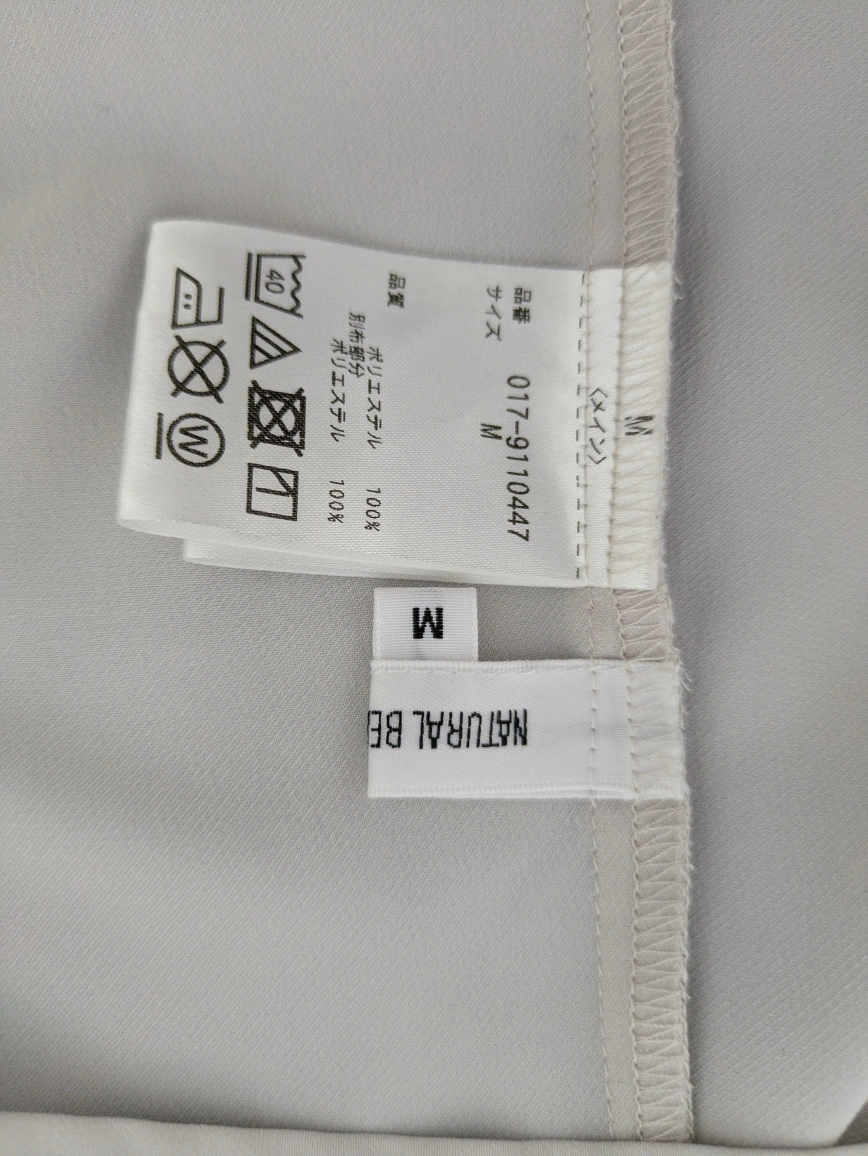 M
〈メイン〉
品番 017-9110447
サイズ M
品質
ポリエステル 100%
別布部分
ポリエステル 100%
40
W
M
NATURAL BE